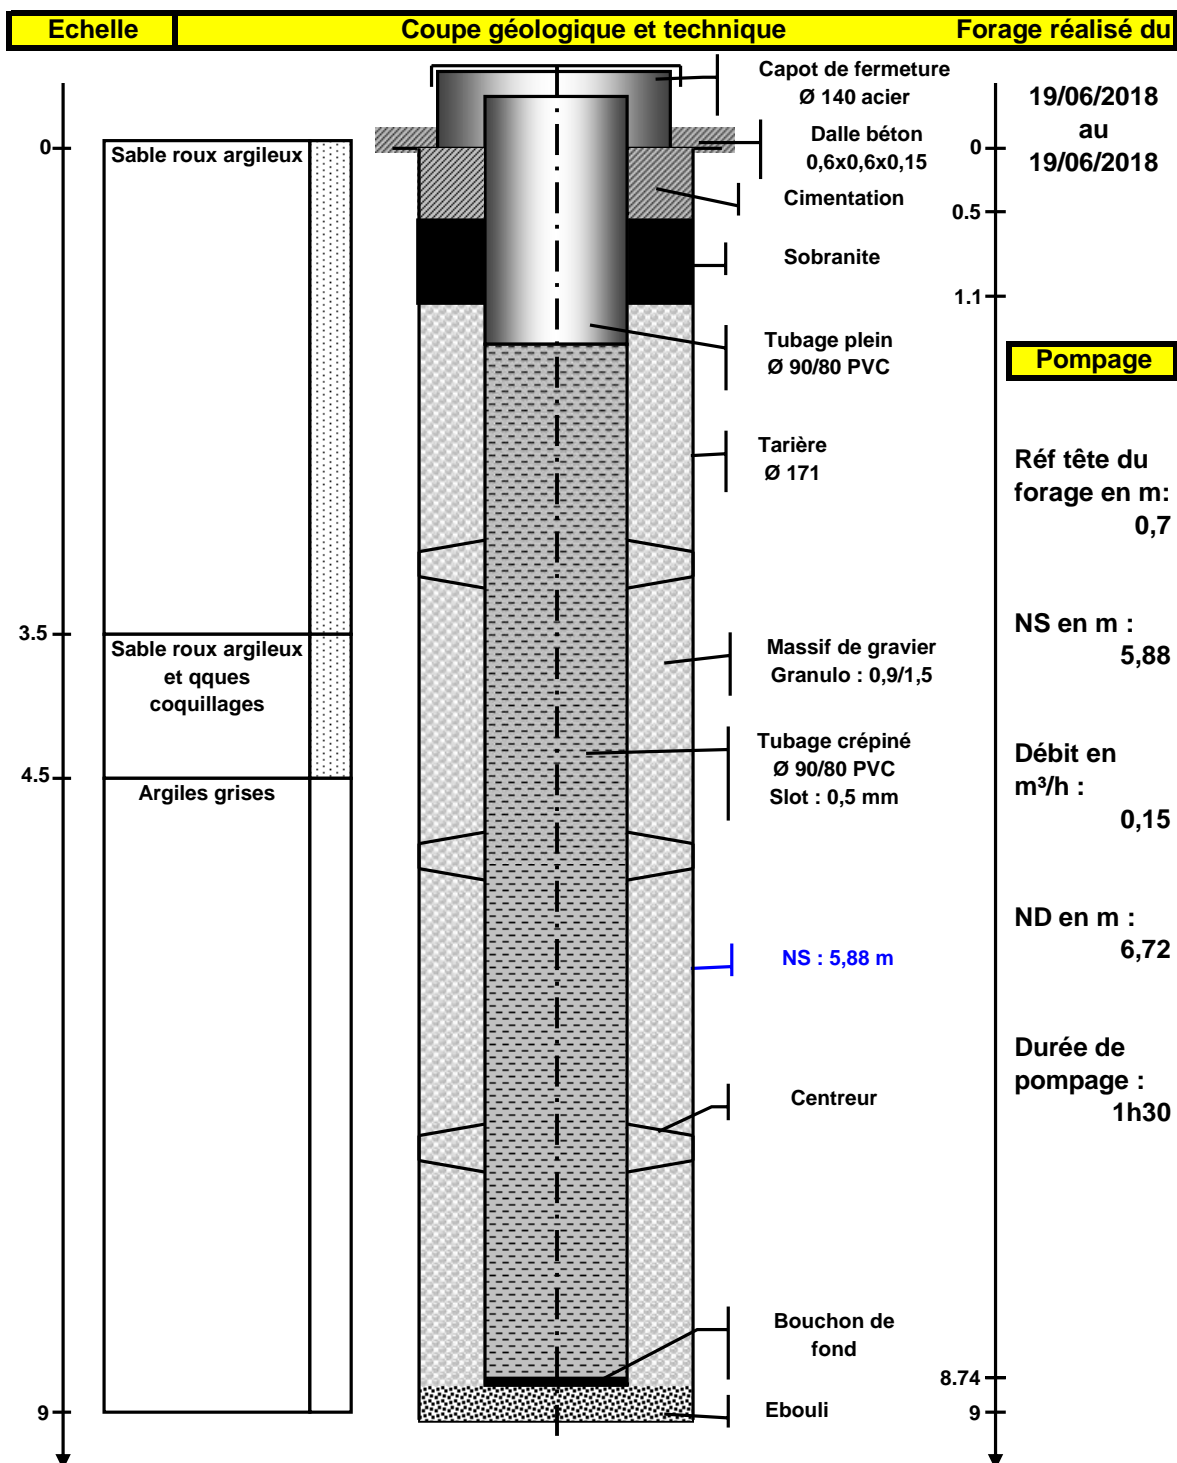 Echelle
Coupe géologique et technique
Forage réalisé du
Capot de fermeture
Ø 140 acier
19/06/2018
au
19/06/2018
Dalle béton
0,6x0,6x0,15
0
Sable roux argileux
0
Cimentation
0.5
Sobranite
1.1
Tubage plein
Ø 90/80 PVC
Pompage
Tarière
Ø 171
Réf tête du
forage en m:
0,7
3.5
Sable roux argileux
et qques
coquillages
Massif de gravier
Granulo : 0,9/1,5
NS en m :
5,88
4.5
Argiles grises
Tubage crépiné
Ø 90/80 PVC
Slot : 0,5 mm
Débit en
m³/h :
0,15
NS : 5,88 m
ND en m :
6,72
Centreur
Durée de
pompage :
1h30
Bouchon de
fond
8.74
Ebouli
9
9